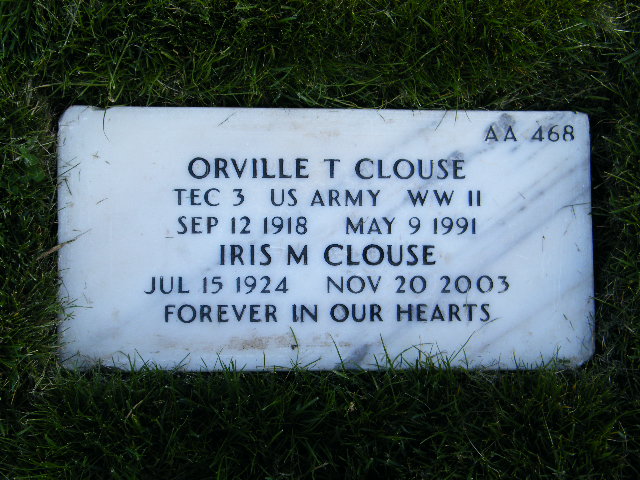 AA 468
ORVILLE T CLOUSE
TEC 3 US ARMY WW II
SEP 12 1918 MAY 9 1991
IRIS M CLOUSE
JUL 15 1924 NOV 20 2003
FOREVER IN OUR HEARTS